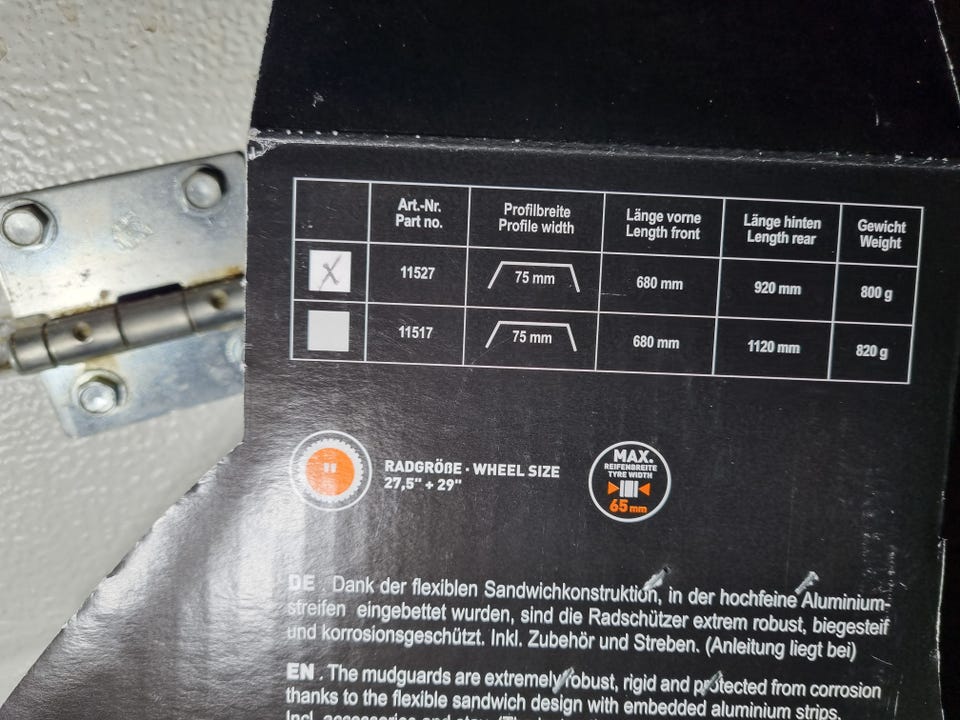 Art.-Nr. Profilbreite Länge vorne Länge hinten Gewicht
Part no. Profile width Length front Length rear Weight
X 11527 75 mm 680 mm 920 mm 800 g
11517 75 mm 680 mm 1120 mm 820 g
"
RADGRÖßE · WHEEL SIZE
27,5" + 29"
MAX.
REIFENBREITE
TYRE WIDTH
65 mm
DE . Dank der flexiblen Sandwichkonstruktion, in der hochfeine Aluminium-
streifen eingebettet wurden, sind die Radschützer extrem robust, biegesteif
und korrosionsgeschützt. Inkl. Zubehör und Streben. (Anleitung liegt bei)
EN . The mudguards are extremely robust, rigid and protected from corrosion
thanks to the flexible sandwich design with embedded aluminium strips.
Incl. accessories and stay.